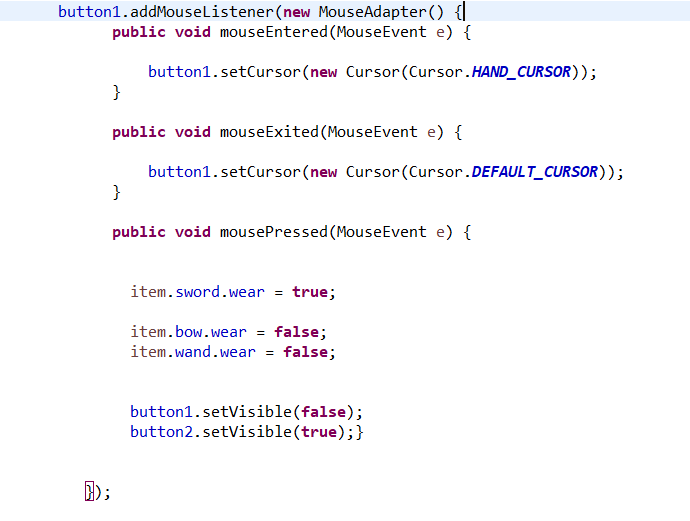 button1.addMouseListener(new MouseAdapter() {
public void mouseEntered(MouseEvent e) {
button1.setCursor(new Cursor(Cursor.HAND_CURSOR));
}
public void mouseExited(MouseEvent e) {
button1.setCursor(new Cursor(Cursor.DEFAULT_CURSOR));
}
public void mousePressed(MouseEvent e) {
item.sword.wear = true;
item.bow.wear = false;
item.wand.wear = false;
button1.setVisible(false);
button2.setVisible(true);}
});